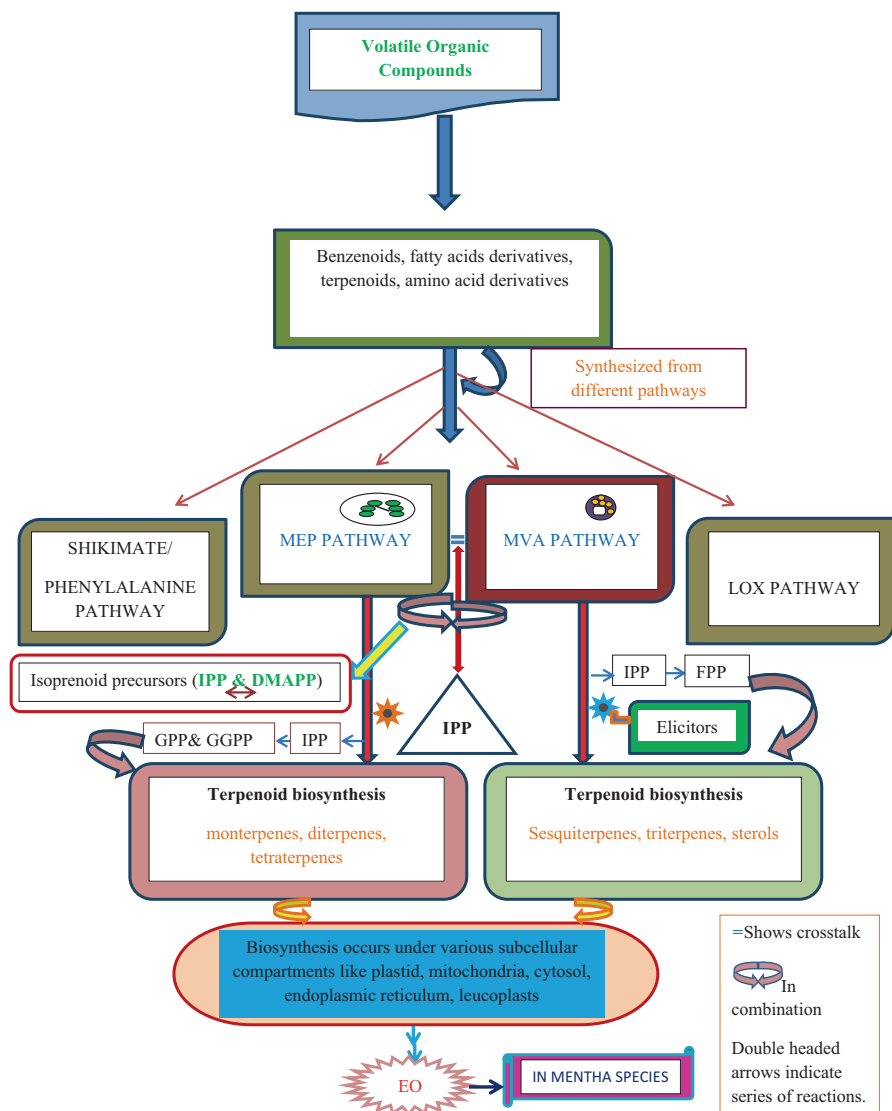 Volatile Organic
Compounds
Benzenoids, fatty acids derivatives,
terpenoids, amino acid derivatives
Synthesized from
different pathways
SHIKIMATE/
PHENYLALANINE
PATHWAY
MEP PATHWAY
=
MVA PATHWAY
LOX PATHWAY
Isoprenoid precursors (IPP & DMAPP)
IPP
FPP
Elicitors
GPP& GGPP
IPP
IPP
Terpenoid biosynthesis
monterpenes, diterpenes,
tetraterpenes
Terpenoid biosynthesis
Sesquiterpenes, triterpenes, sterols
Biosynthesis occurs under various subcellular
compartments like plastid, mitochondria, cytosol,
endoplasmic reticulum, leucoplasts
EO
IN MENTHA SPECIES
=Shows crosstalk
In
combination
Double headed
arrows indicate
series of reactions.